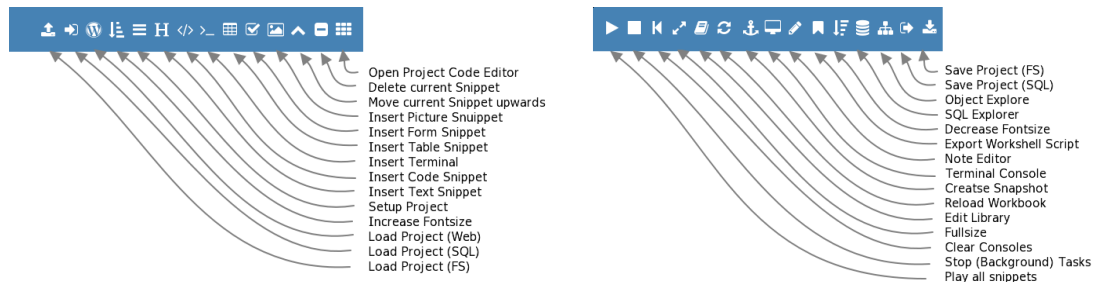 Open Project Code Editor
Delete current Snippet
Move current Snippet upwards
Insert Picture Snuippet
Insert Form Snippet
Insert Table Snippet
Insert Terminal
Insert Code Snippet
Insert Text Snippet
Setup Project
Increase Fontsize
Load Project (Web)
Load Project (SQL)
Load Project (FS)
Save Project (FS)
Save Project (SQL)
Object Explore
SQL Explorer
Decrease Fontsize
Export Workshell Script
Note Editor
Terminal Console
Creatse Snapshot
Reload Workbook
Edit Library
Fullsize
Clear Consoles
Stop (Background) Tasks
Play all snippets